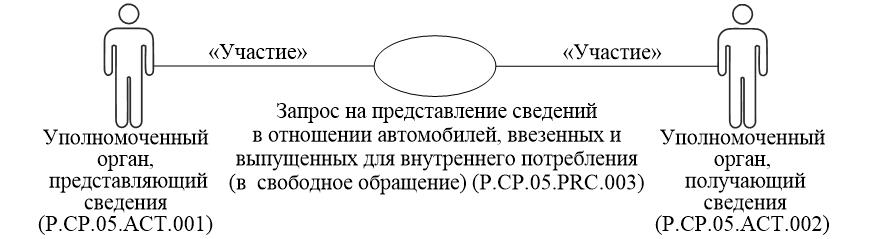 «Участие»
«Участие»
Запрос на представление сведений
в отношении автомобилей, ввезенных и
выпущенных для внутреннего потребления
(в свободное обращение) (P.CP.05.PRC.003)
Уполномоченный
орган,
представляющий
сведения
(P.CP.05.ACT.001)
Уполномоченный
орган,
получающий
сведения
(P.CP.05.ACT.002)